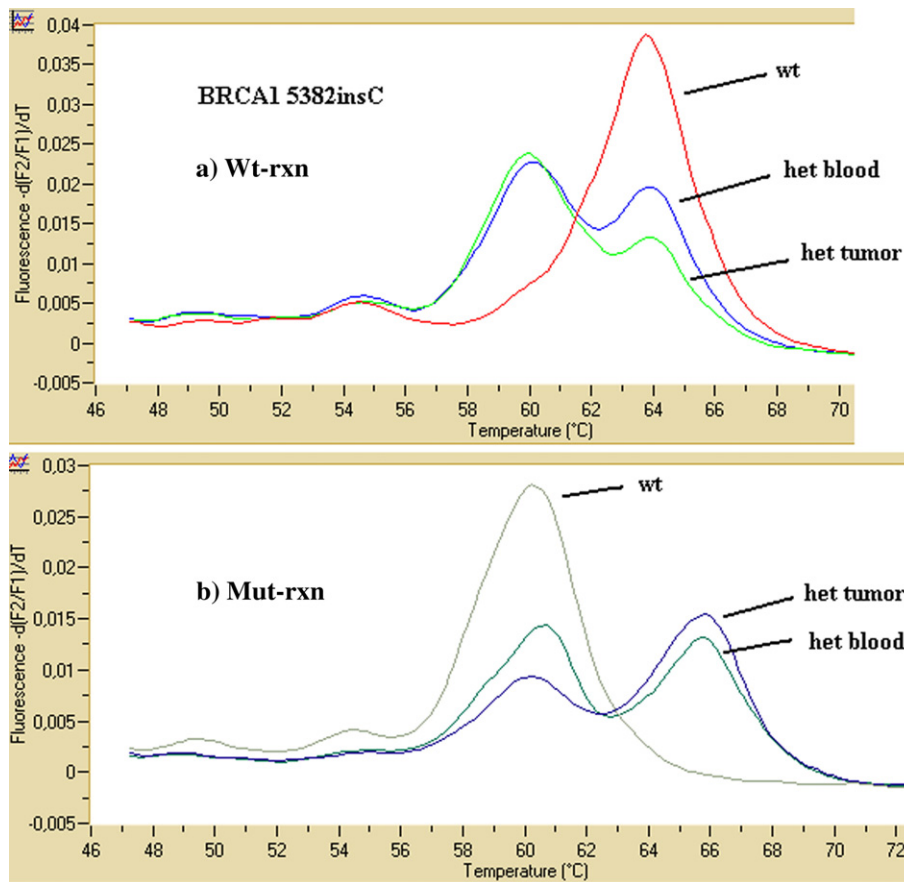 0,04
0,035
0,03
0,025
0,02
0,015
0,01
0,005
0
-0,005
Fluorescence -d(F2/F1)/dT
BRCA1 5382insC
a) Wt-rxn
wt
het blood
het tumor
46 48 50 52 54 56 58 60 62 64 66 68 70
Temperature (°C)
0,03
0,025
0,02
0,015
0,01
0,005
0
-0,005
Fluorescence -d(F2/F1)/dT
b) Mut-rxn
wt
het tumor
het blood
46 48 50 52 54 56 58 60 62 64 66 68 70 72
Temperature (°C)